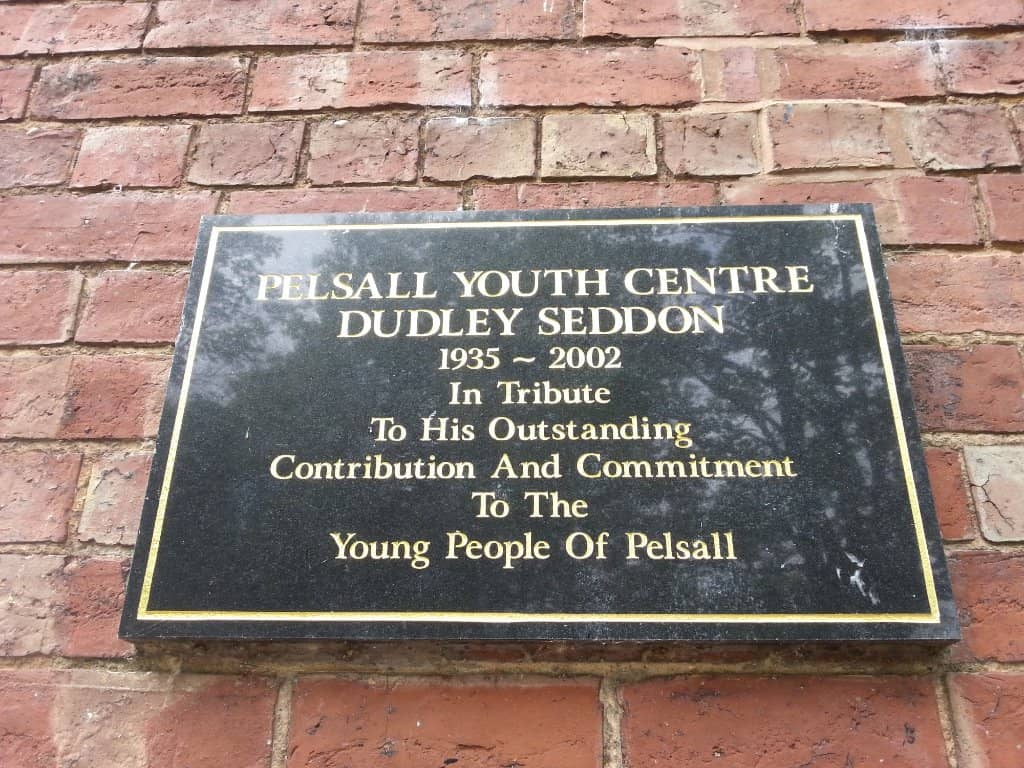 PELSALL YOUTH CENTRE
DUDLEY SEDDON
1935 ~ 2002
In Tribute
To His Outstanding
Contribution And Commitment
To The
Young People Of Pelsall